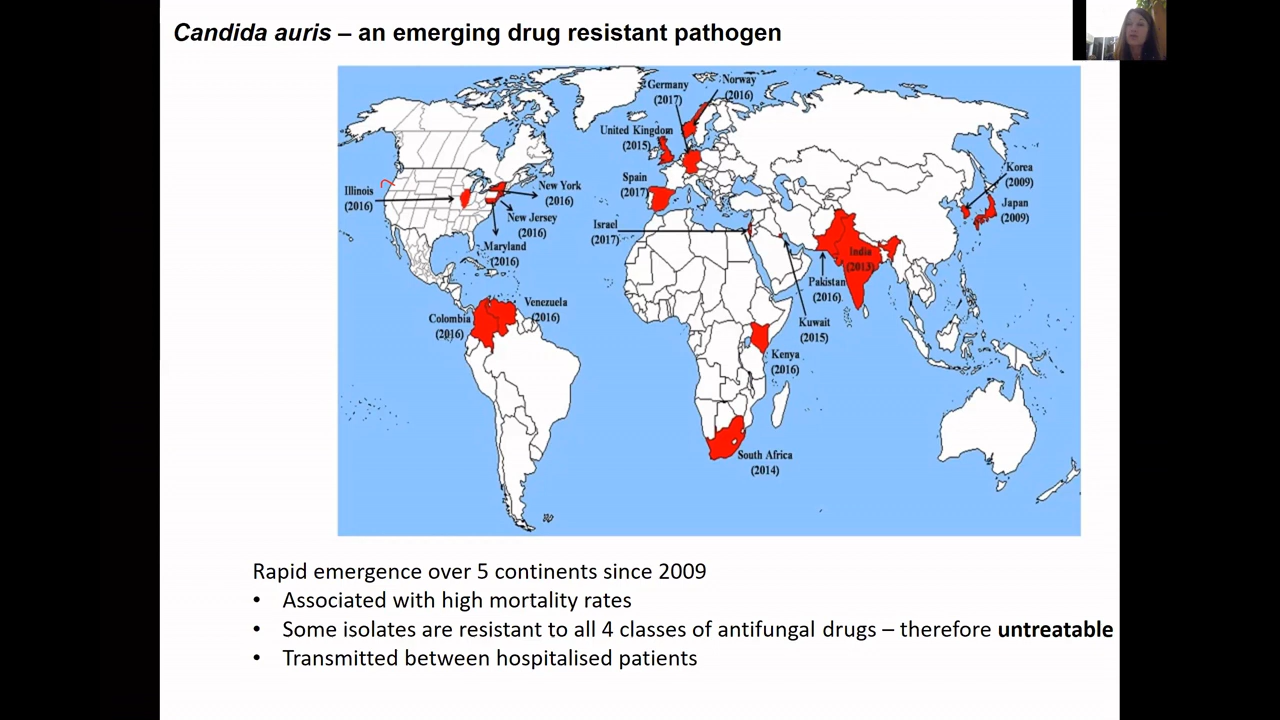 Candida auris – an emerging drug resistant pathogen
Germany
(2017)
Norway
(2016)
United Kingdom
(2015)
Spain
(2017)
Israel
(2017)
Illinois
(2016)
New York
(2016)
New Jersey
(2016)
Maryland
(2016)
Korea
(2009)
Japan
(2009)
India
(2013)
Pakistan
(2016)
Kuwait
(2015)
Colombia
(2016)
Venezuela
(2016)
Kenya
(2016)
South Africa
(2014)
Rapid emergence over 5 continents since 2009
• Associated with high mortality rates
• Some isolates are resistant to all 4 classes of antifungal drugs – therefore untreatable
• Transmitted between hospitalised patients